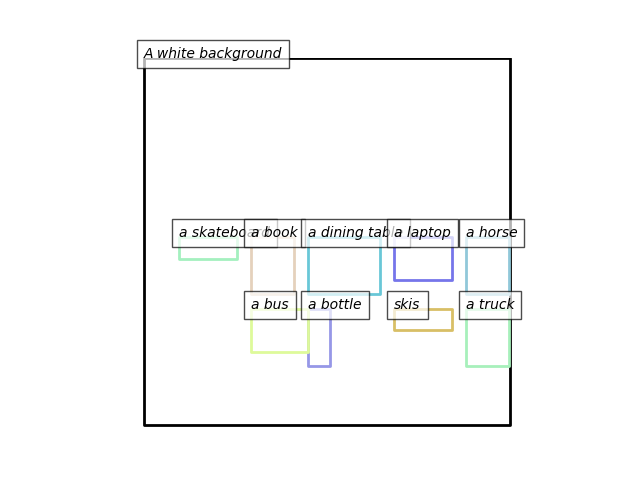 A white background
a skateboard
a book
a dining table
a laptop
a horse
a bus
a bottle
skis
a truck